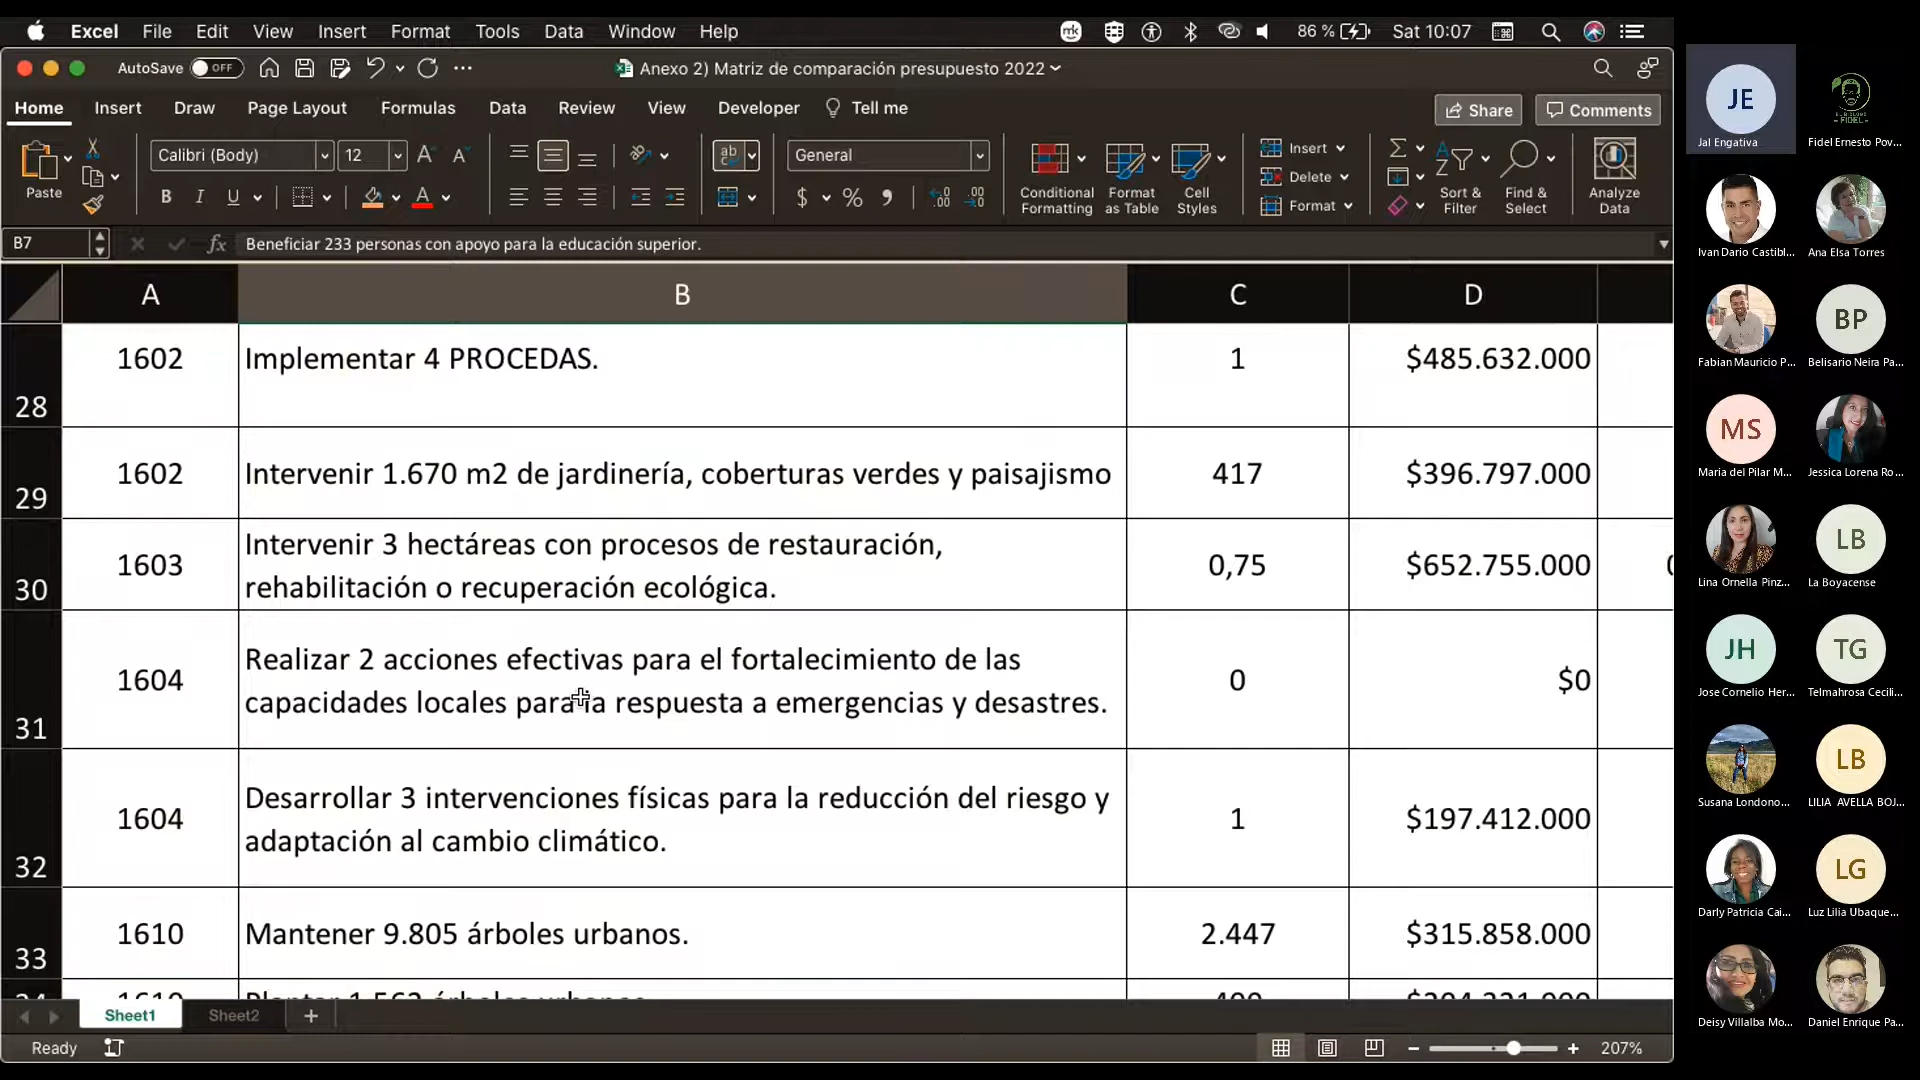 Excel File Edit View Insert Format Tools Data Window Help 86 % Sat 10:07
AutoSave OFF Anexo 2) Matriz de comparación presupuesto 2022
Home Insert Draw Page Layout Formulas Data Review View Developer Tell me Share Comments
Paste Calibri (Body) 12 General Conditional Formatting Format as Table Cell Styles Insert Delete Format Sort & Filter Find & Select Analyze Data
B7 fx Beneficiar 233 personas con apoyo para la educación superior.
A B C D
28 1602 Implementar 4 PROCEDAS. 1 $485.632.000
29 1602 Intervenir 1.670 m2 de jardinería, coberturas verdes y paisajismo 417 $396.797.000
30 1603 Intervenir 3 hectáreas con procesos de restauración,
rehabilitación o recuperación ecológica. 0,75 $652.755.000
31 1604 Realizar 2 acciones efectivas para el fortalecimiento de las
capacidades locales para la respuesta a emergencias y desastres. 0 $0
32 1604 Desarrollar 3 intervenciones físicas para la reducción del riesgo y
adaptación al cambio climático. 1 $197.412.000
33 1610 Mantener 9.805 árboles urbanos. 2.447 $315.858.000
Sheet1 Sheet2 +
Ready 207%
JE
Jal Engativa
Fidel Ernesto Pov...
Ivan Dario Castibl...
Ana Elsa Torres
Fabian Mauricio P...
BP
Belisario Neira Pa...
MS
Maria del Pilar M...
Jessica Lorena Ro...
Lina Ornella Pinz...
LB
La Boyacense
JH
Jose Cornelio Her...
TG
Telmahrosa Cecili...
Susana Londono...
LB
LILIA AVELLA BOJ...
Darly Patricia Cai...
LG
Luz Lilia Ubaque...
Deisy Villalba Mo...
Daniel Enrique Pa...